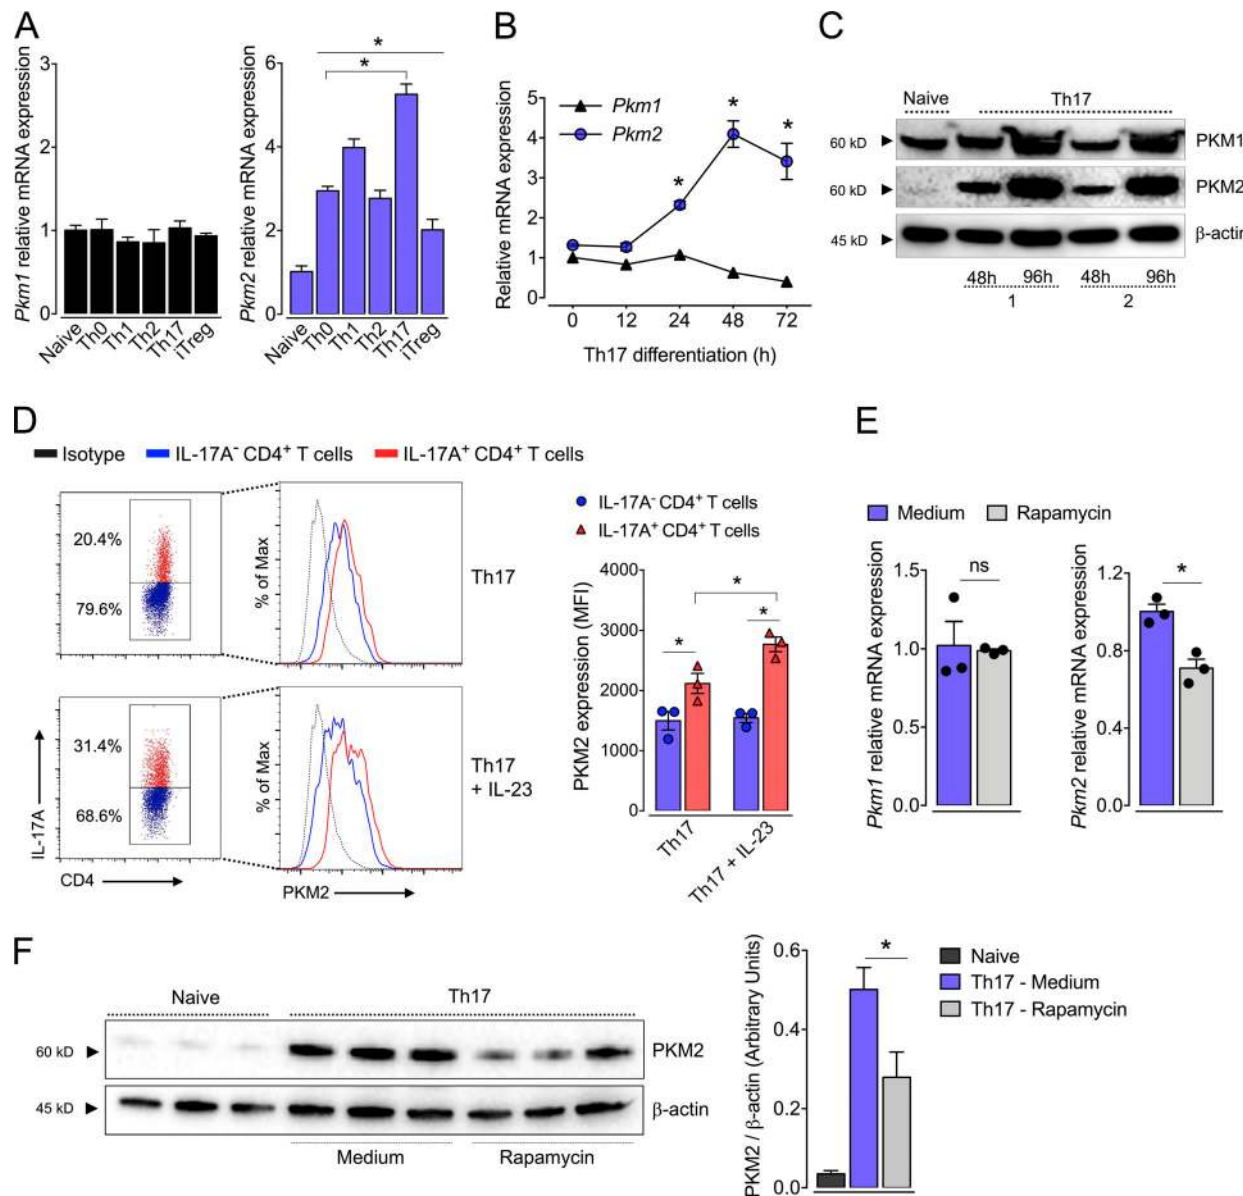 A
Pkm1 relative mRNA expression
3
2
1
0
Naive
Th0
Th1
Th2
Th17
iTreg
Pkm2 relative mRNA expression
6
4
2
0
*
*
Naive
Th0
Th1
Th2
Th17
iTreg
B
Relative mRNA expression
5
4
3
2
1
0
Pkm1
Pkm2
*
*
*
0 12 24 48 72
Th17 differentiation (h)
C
Naive Th17
60 kD PKM1
60 kD PKM2
45 kD β-actin
48h 96h 48h 96h
1 2
D
Isotype IL-17A⁻ CD4⁺ T cells IL-17A⁺ CD4⁺ T cells
20.4%
79.6%
% of Max
Th17
31.4%
68.6%
% of Max
Th17
+ IL-23
IL-17A
CD4
PKM2
IL-17A⁻ CD4⁺ T cells
IL-17A⁺ CD4⁺ T cells
PKM2 expression (MFI)
4000
3000
2000
1000
0
*
*
*
Th17
Th17 + IL-23
E
Medium Rapamycin
Pkm1 relative mRNA expression
1.5
1.0
0.5
0.0
ns
Pkm2 relative mRNA expression
1.2
0.8
0.4
0.0
*
F
Naive Th17
60 kD PKM2
45 kD β-actin
Medium Rapamycin
PKM2 / β-actin (Arbitrary Units)
0.6
0.4
0.2
0.0
*
Naive
Th17 - Medium
Th17 - Rapamycin